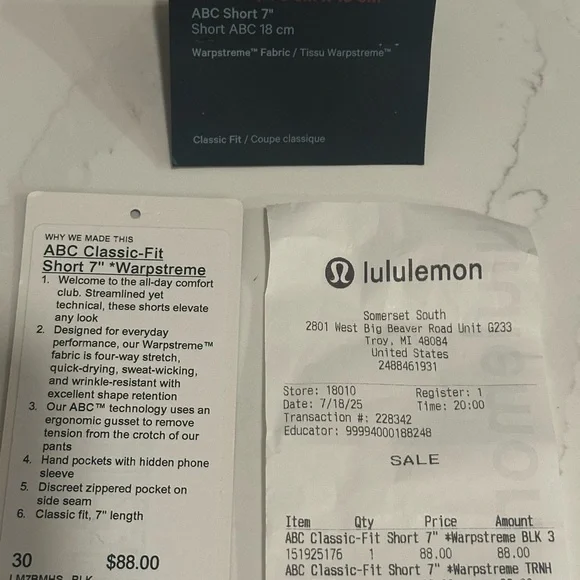 ABC Short 7"
Short ABC 18 cm
Warpstreme™ Fabric / Tissu Warpstreme™
Classic Fit / Coupe classique
WHY WE MADE THIS
ABC Classic-Fit
Short 7" *Warpstreme
1. Welcome to the all-day comfort
club. Streamlined yet
technical, these shorts elevate
any look
2. Designed for everyday
performance, our Warpstreme™
fabric is four-way stretch,
quick-drying, sweat-wicking,
and wrinkle-resistant with
excellent shape retention
3. Our ABC™ technology uses an
ergonomic gusset to remove
tension from the crotch of our
pants
4. Hand pockets with hidden phone
sleeve
5. Discreet zippered pocket on
side seam
6. Classic fit, 7" length
30 $88.00
lululemon
Somerset South
2801 West Big Beaver Road Unit G233
Troy, MI 48084
United States
2488461931
Store: 18010 Register: 1
Date: 7/18/25 Time: 20:00
Transaction #: 228342
Educator: 99994000188248
SALE
Item Qty Price Amount
ABC Classic-Fit Short 7" *Warpstreme BLK 3
151925176 1 88.00 88.00
ABC Classic-Fit Short 7" *Warpstreme TRNH